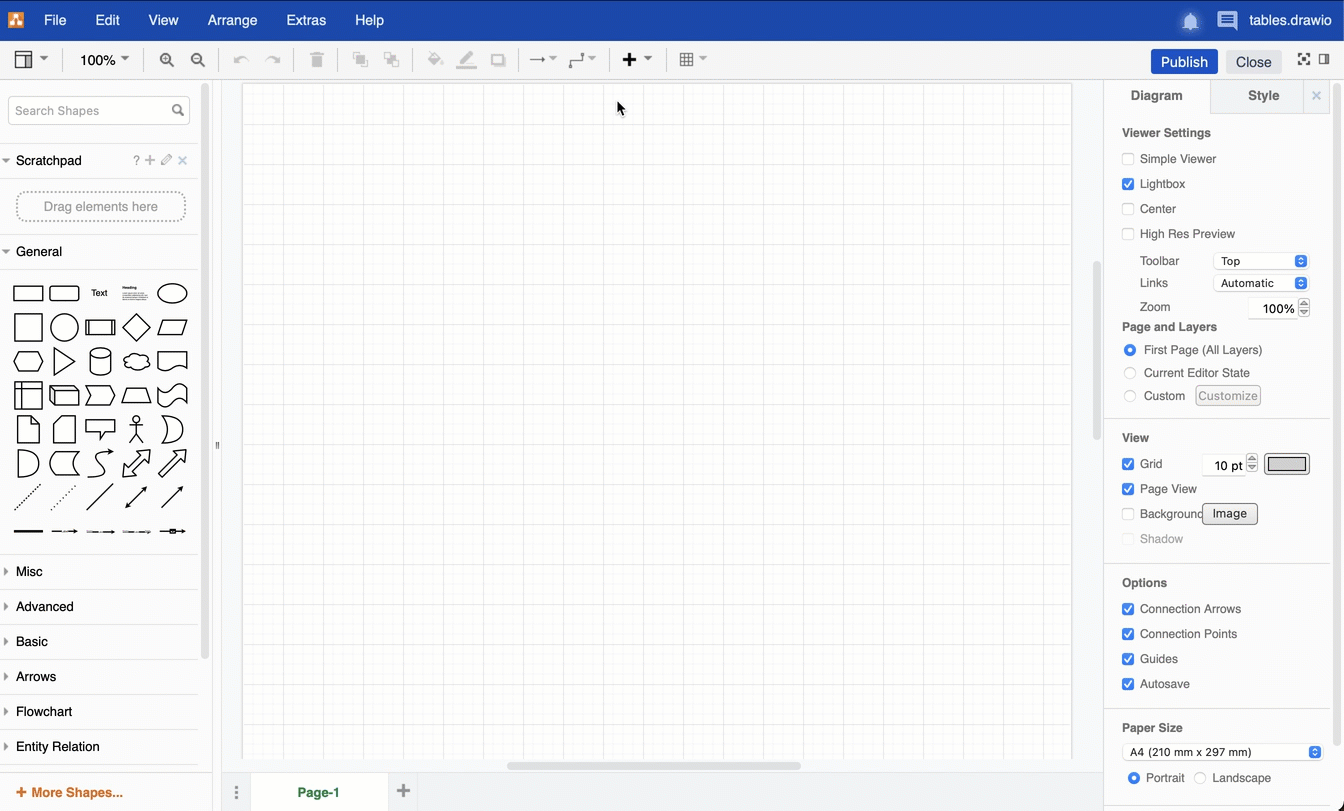 File Edit View Arrange Extras Help tables.drawio
100% Publish Close
Search Shapes
Scratchpad ?
Drag elements here
General
Text Heading
Misc
Advanced
Basic
Arrows
Flowchart
Entity Relation
+ More Shapes...
Page-1
Diagram Style
Viewer Settings
Simple Viewer
Lightbox
Center
High Res Preview
Toolbar Top
Links Automatic
Zoom 100%
Page and Layers
First Page (All Layers)
Current Editor State
Custom Customize
View
Grid 10 pt
Page View
Background Image
Shadow
Options
Connection Arrows
Connection Points
Guides
Autosave
Paper Size
A4 (210 mm x 297 mm)
Portrait Landscape